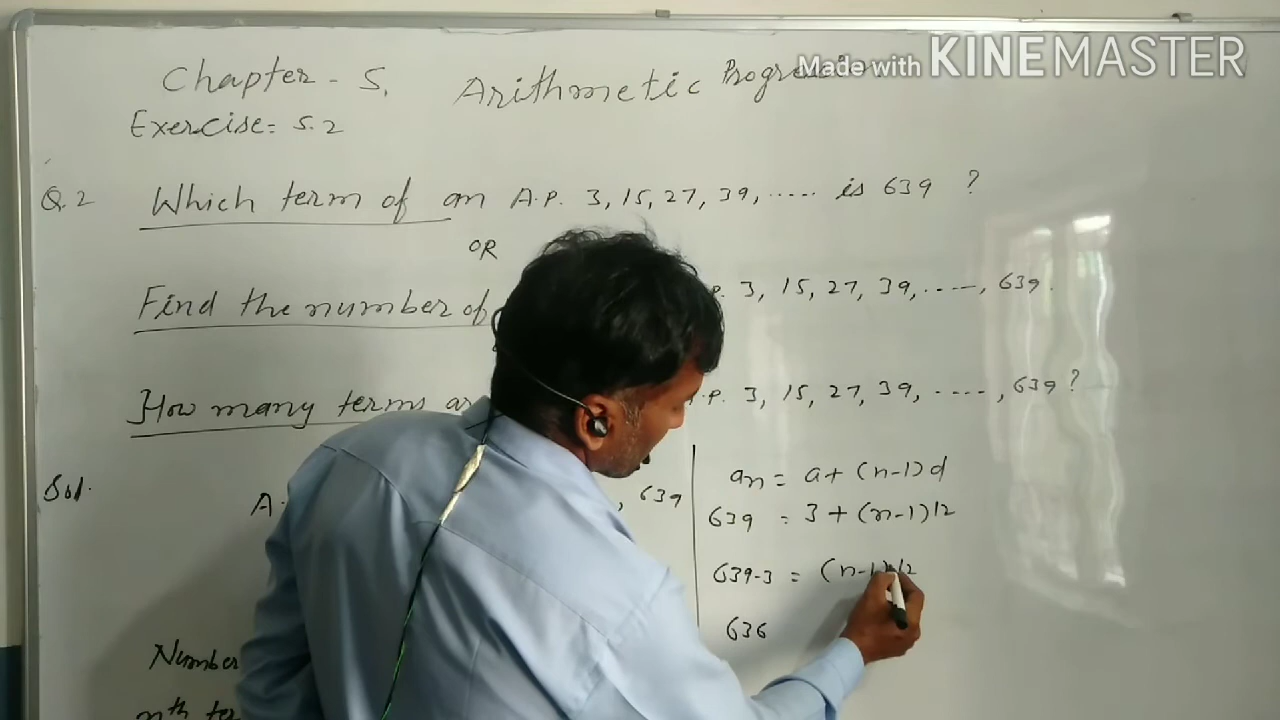 Made with KINEMASTER
Chapter - 5. Arithmetic Progression
Exercise = 5.2
Q.2 Which term of an A.P. 3, 15, 27, 39, ..... is 639 ?
OR
Find the number of 3, 15, 27, 39, ....., 639.
How many terms .P. 3, 15, 27, 39, ....., 639 ?
Sol. A. , 639
an = a + (n-1)d
639 = 3 + (n-1)12
639-3 = (n-1)12
636
Number
nth